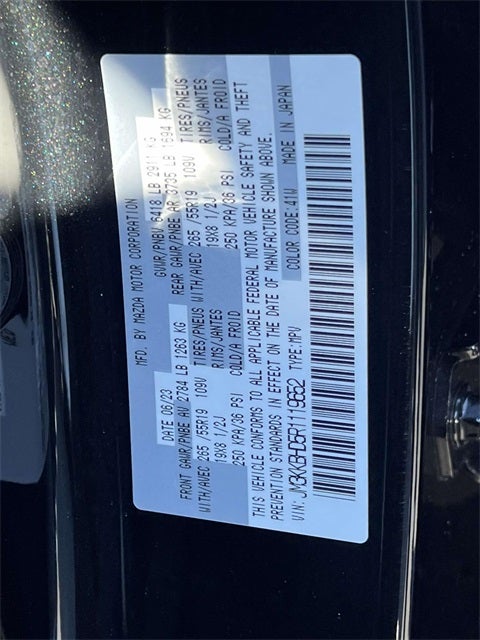 MFD. BY MAZDA MOTOR CORPORATION
DATE 06/23 GVWR/PNBV 6418 LB 2911 KG
FRONT GAWR/PNBE AV 2784 LB 1263 KG REAR GAWR/PNBE AR 3735 LB 1694 KG
WITH/AVEC 265 /55R19 109V TIRES/PNEUS WITH/AVEC 265 /55R19 109V TIRES/PNEUS
19X8 1/2J RIMS/JANTES 19X8 1/2J RIMS/JANTES
250 KPA/36 PSI COLD/A FROID 250 KPA/36 PSI COLD/A FROID
THIS VEHICLE CONFORMS TO ALL APPLICABLE FEDERAL MOTOR VEHICLE SAFETY AND THEFT
PREVENTION STANDARDS IN EFFECT ON THE DATE OF MANUFACTURE SHOWN ABOVE.
VIN: JM3KKBHD5R1119652 TYPE:MPV COLOR CODE:41W MADE IN JAPAN